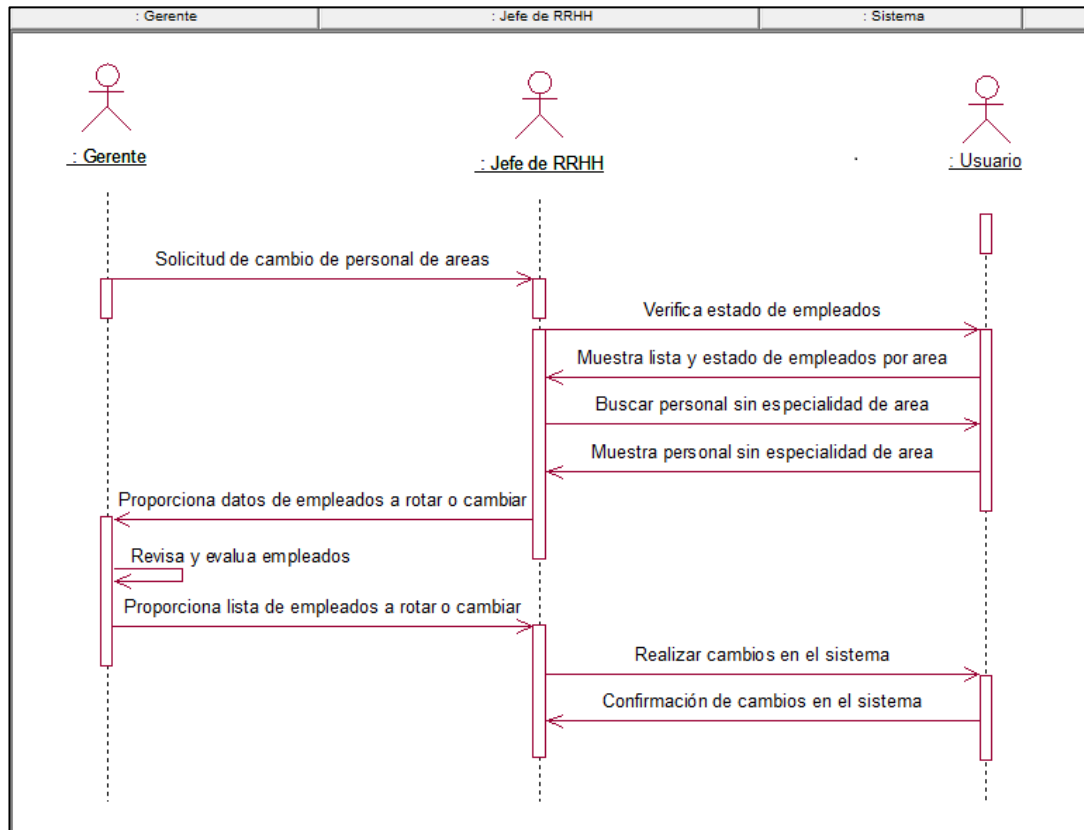 : Gerente
: Jefe de RRHH
: Sistema
: Gerente
: Jefe de RRHH
: Usuario
Solicitud de cambio de personal de areas
Verifica estado de empleados
Muestra lista y estado de empleados por area
Buscar personal sin especialidad de area
Muestra personal sin especialidad de area
Proporciona datos de empleados a rotar o cambiar
Revisa y evalua empleados
Proporciona lista de empleados a rotar o cambiar
Realizar cambios en el sistema
Confirmación de cambios en el sistema